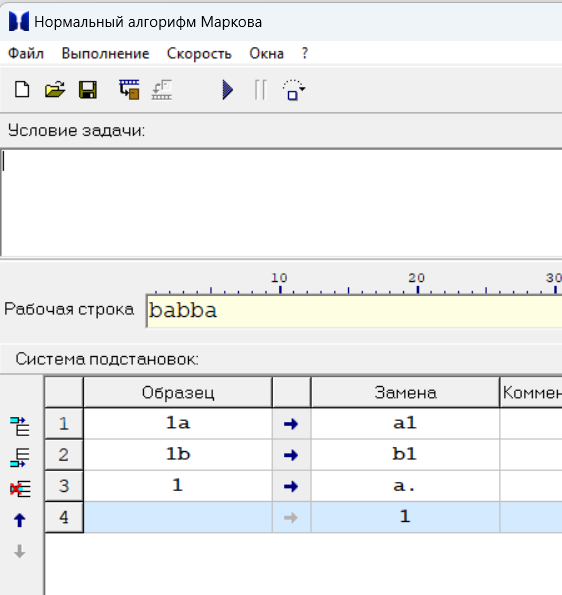 Нормальный алгорифм Маркова
Файл Выполнение Скорость Окна ?
Условие задачи:
10 20 30
Рабочая строка babba
Система подстановок:
Образец Замена Коммен
1 1a → a1
2 1b → b1
3 1 → a.
4 → 1